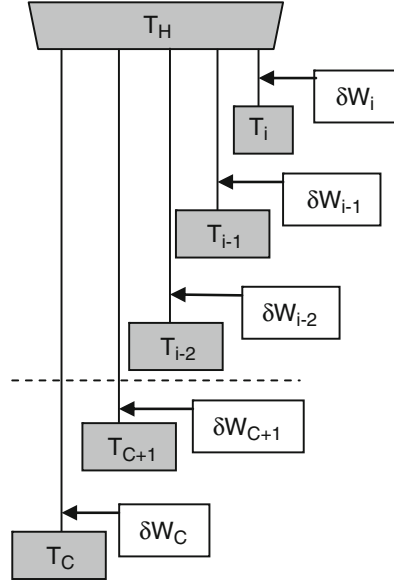 T_H
δW_i
T_i
δW_{i-1}
T_{i-1}
δW_{i-2}
T_{i-2}
δW_{C+1}
T_{C+1}
δW_C
T_C